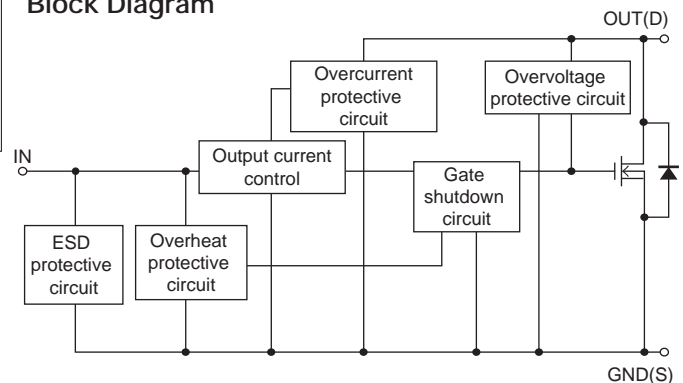 Block Diagram
OUT(D)
Overcurrent
protective
circuit
Overvoltage
protective circuit
IN
Output current
control
Gate
shutdown
circuit
ESD
protective
circuit
Overheat
protective
circuit
GND(S)